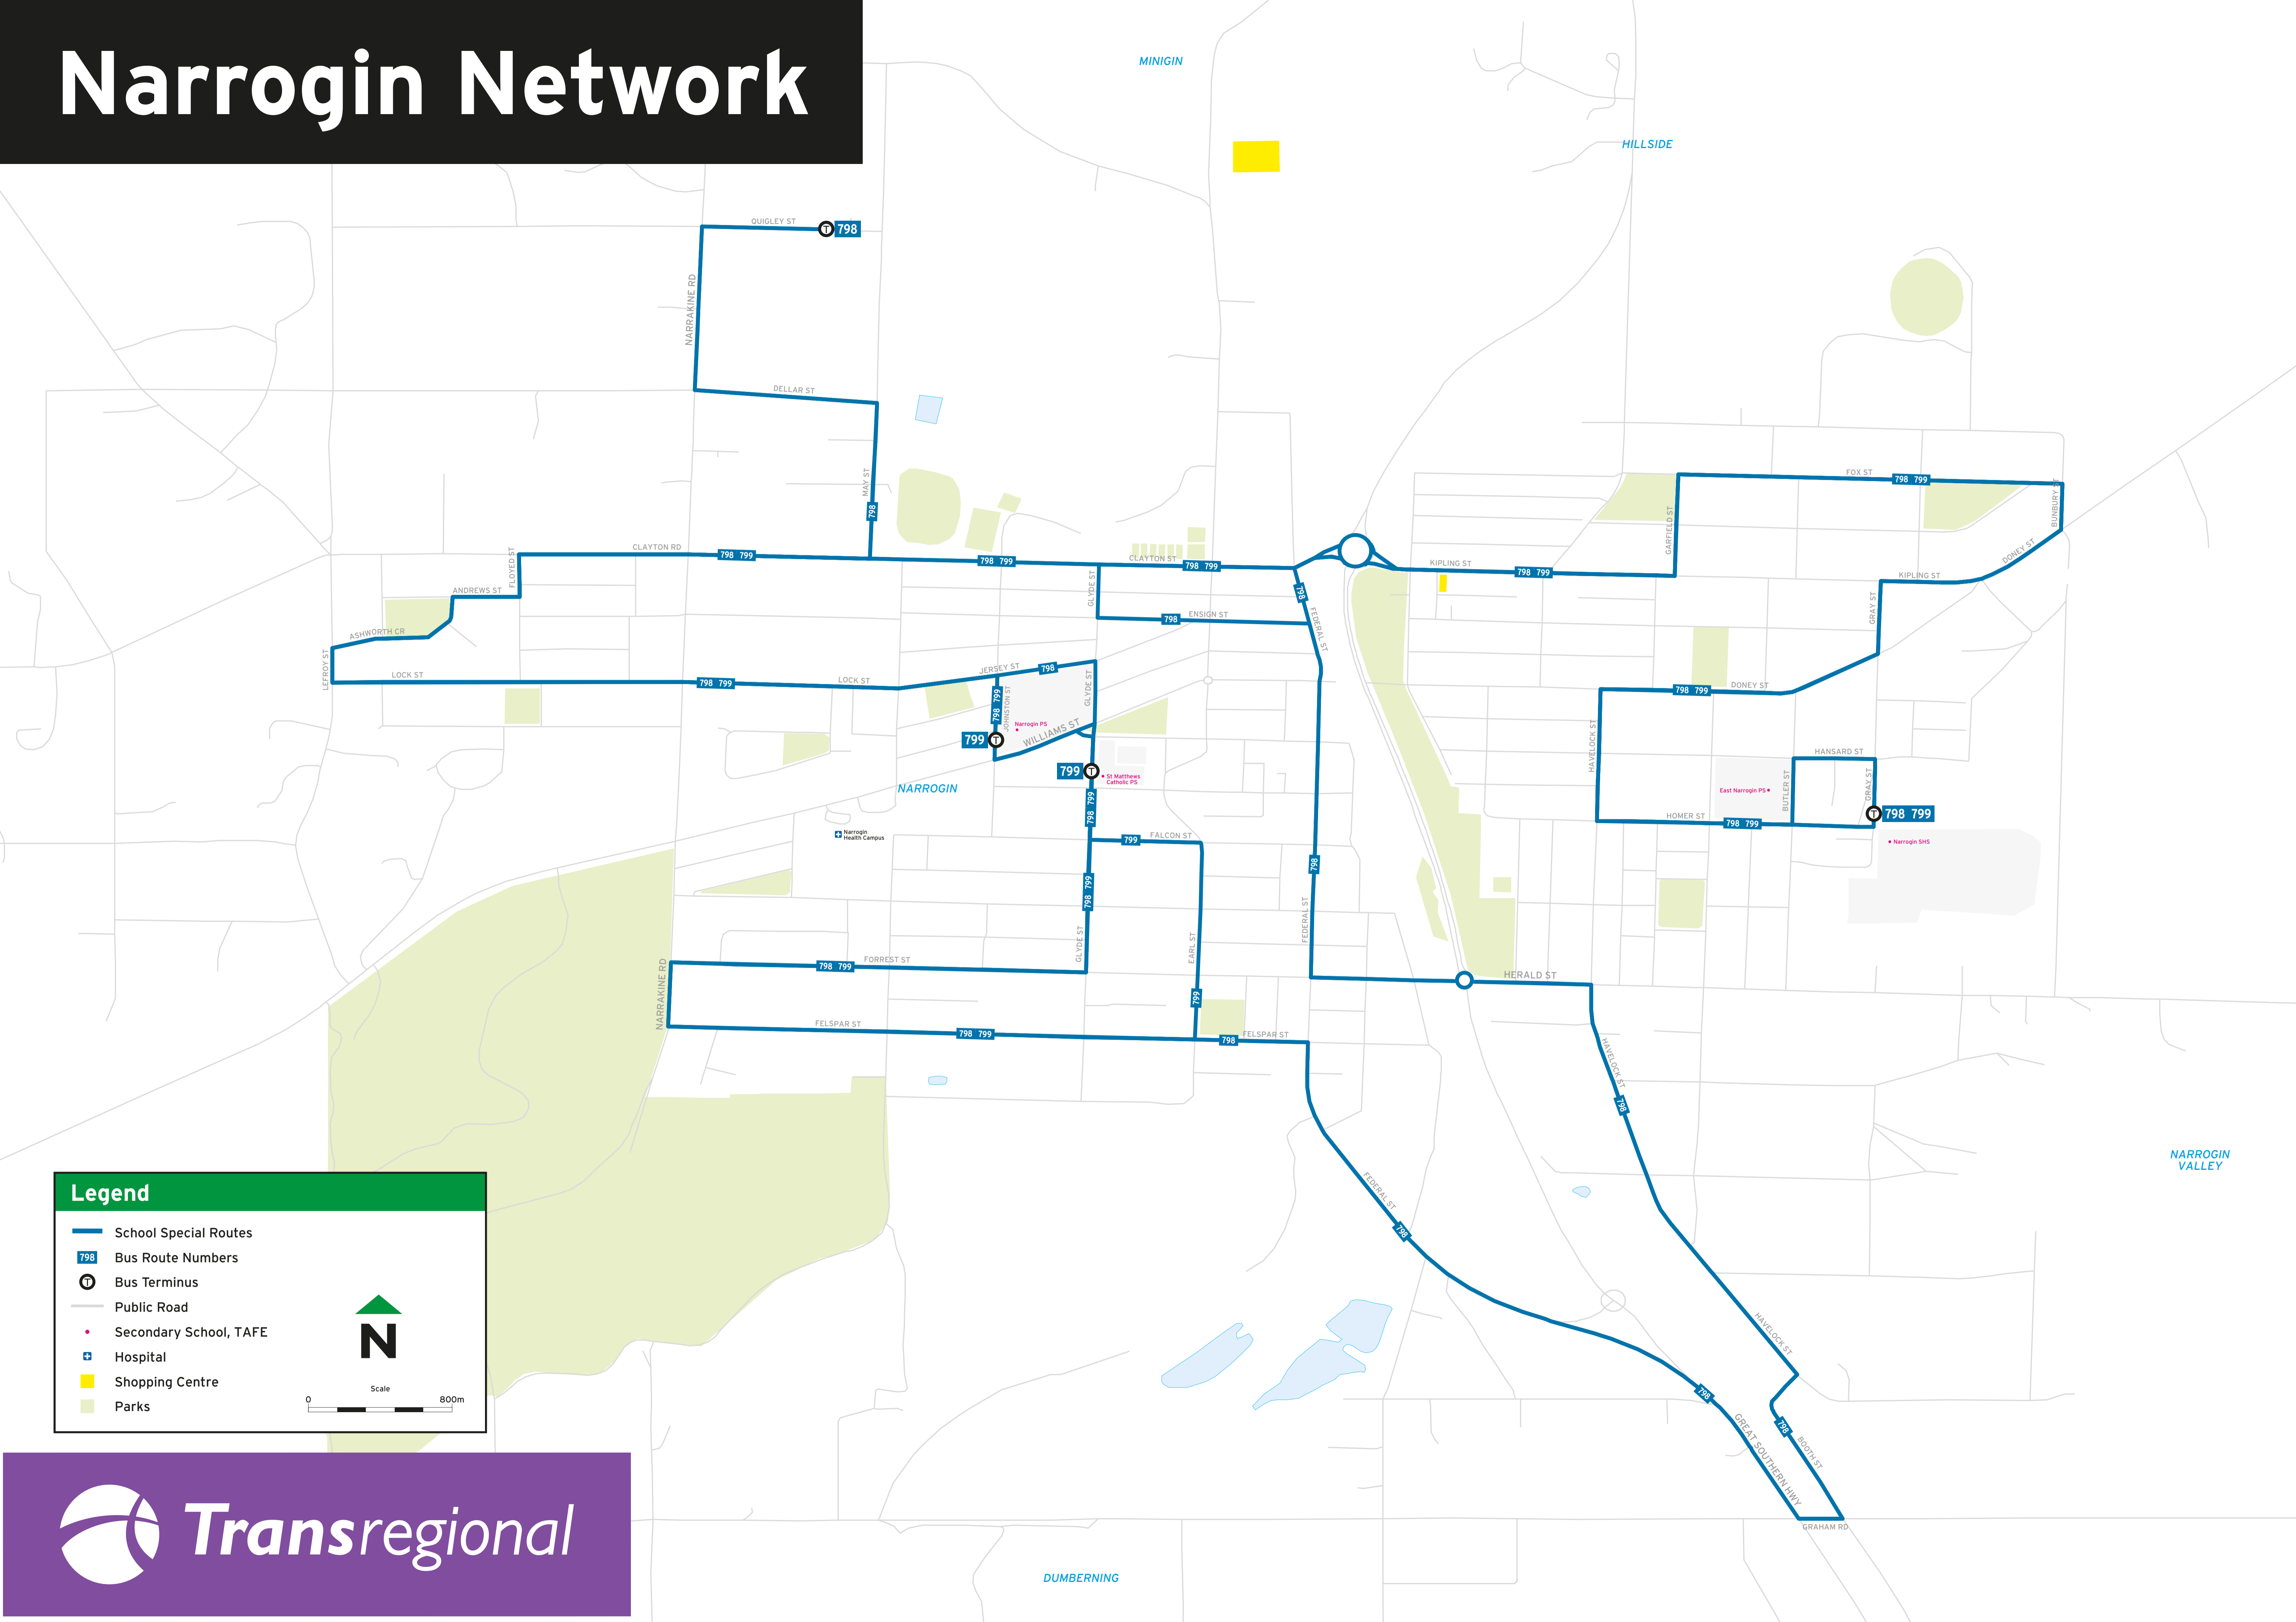 Narrogin Network
MINIGIN
HILLSIDE
QUIGLEY ST
T
798
NARRAKINE RD
DELLAR ST
MAY ST
798
FOX ST
798 799
BUNBURY ST
GARFIELD ST
DONEY ST
CLAYTON RD
798 799
798 799
CLAYTON ST
798 799
KIPLING ST
798 799
KIPLING ST
FLOYED ST
ANDREWS ST
ASHWORTH CR
LEFROY ST
LOCK ST
798 799
LOCK ST
GLYDE ST
798
ENSIGN ST
798
FEDERAL ST
GRAY ST
JERSEY ST
798
798 799
JOHNSTON ST
GLYDE ST
Narrogin PS
WILLIAMS ST
799
T
799
T
St Matthews
Catholic PS
798 799
DONEY ST
HAVELOCK ST
HANSARD ST
BUTLER ST
GRAY ST
East Narrogin PS
HOMER ST
798 799
T
798 799
Narrogin SHS
NARROGIN
Narrogin
Health Campus
798 799
799
FALCON ST
798
798 799
GLYDE ST
EARL ST
FEDERAL ST
799
798 799
FORREST ST
NARRAKINE RD
FELSPAR ST
798 799
798
FELSPAR ST
HERALD ST
HAVELOCK ST
798
NARROGIN
VALLEY
FEDERAL ST
798
HAVELOCK ST
798
GREAT SOUTHERN HWY
798
BOOTH ST
GRAHAM RD
DUMBERNING
Legend
School Special Routes
798
Bus Route Numbers
T
Bus Terminus
Public Road
Secondary School, TAFE
Hospital
Shopping Centre
Parks
N
Scale
0
800m
Transregional